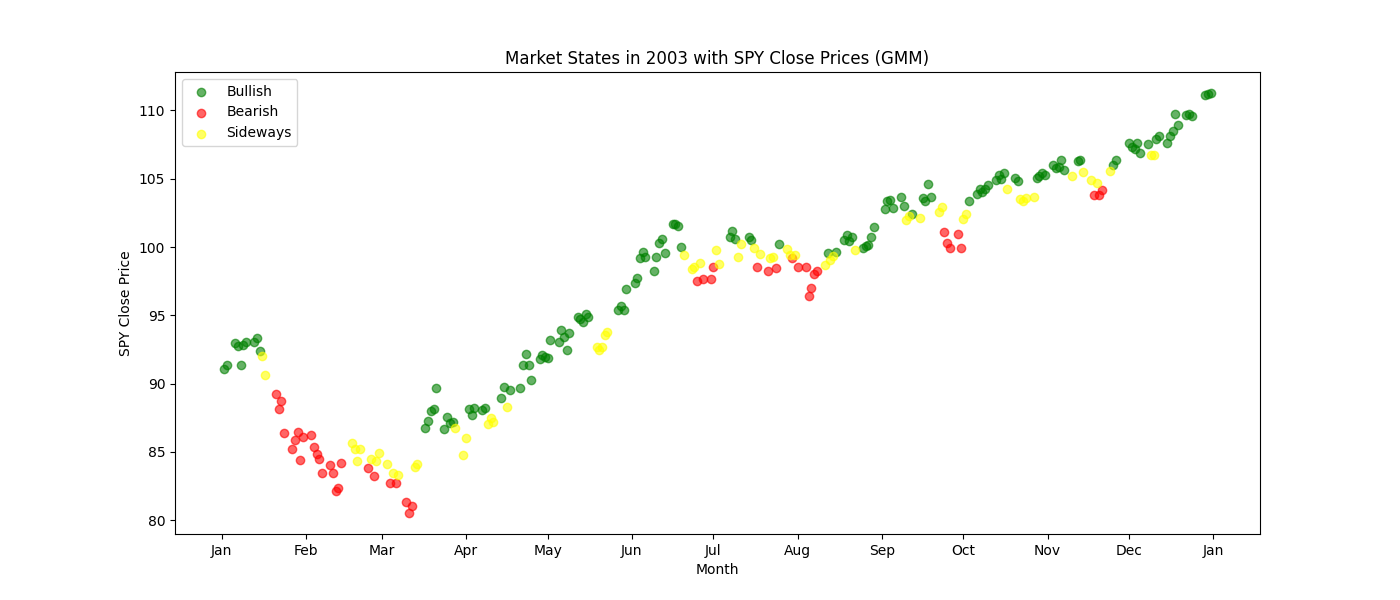 Market States in 2003 with SPY Close Prices (GMM)
Bullish
Bearish
Sideways
110
105
100
95
90
85
80
SPY Close Price
Jan Feb Mar Apr May Jun Jul Aug Sep Oct Nov Dec Jan
Month